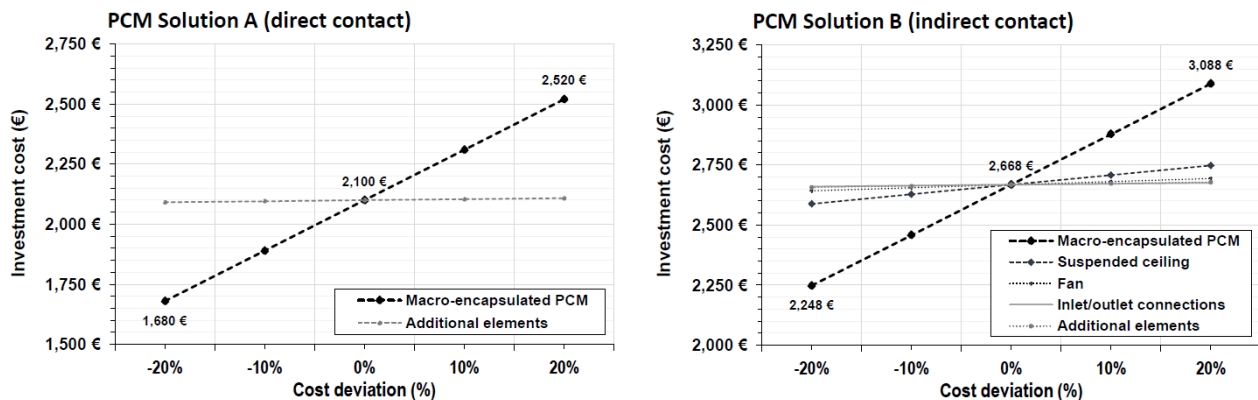 PCM Solution A (direct contact)
Investment cost (€)
2,750 €
2,500 €
2,250 €
2,000 €
1,750 €
1,500 €
2,520 €
2,100 €
1,680 €
Macro-encapsulated PCM
Additional elements
-20% -10% 0% 10% 20%
Cost deviation (%)
PCM Solution B (indirect contact)
Investment cost (€)
3,250 €
3,000 €
2,750 €
2,500 €
2,250 €
2,000 €
3,088 €
2,668 €
2,248 €
Macro-encapsulated PCM
Suspended ceiling
Fan
Inlet/outlet connections
Additional elements
-20% -10% 0% 10% 20%
Cost deviation (%)